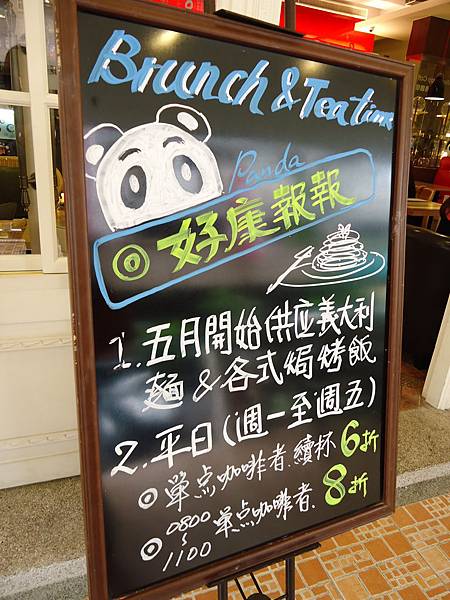 Brunch & Tea time
Panda
◎ 好康報報
1. 五月開始供应義大利
麵 & 各式焗烤飯
2. 平日(週一至週五)
◎ 單点咖啡者.續杯6折
◎ 0800~1100 單点咖啡者.8折